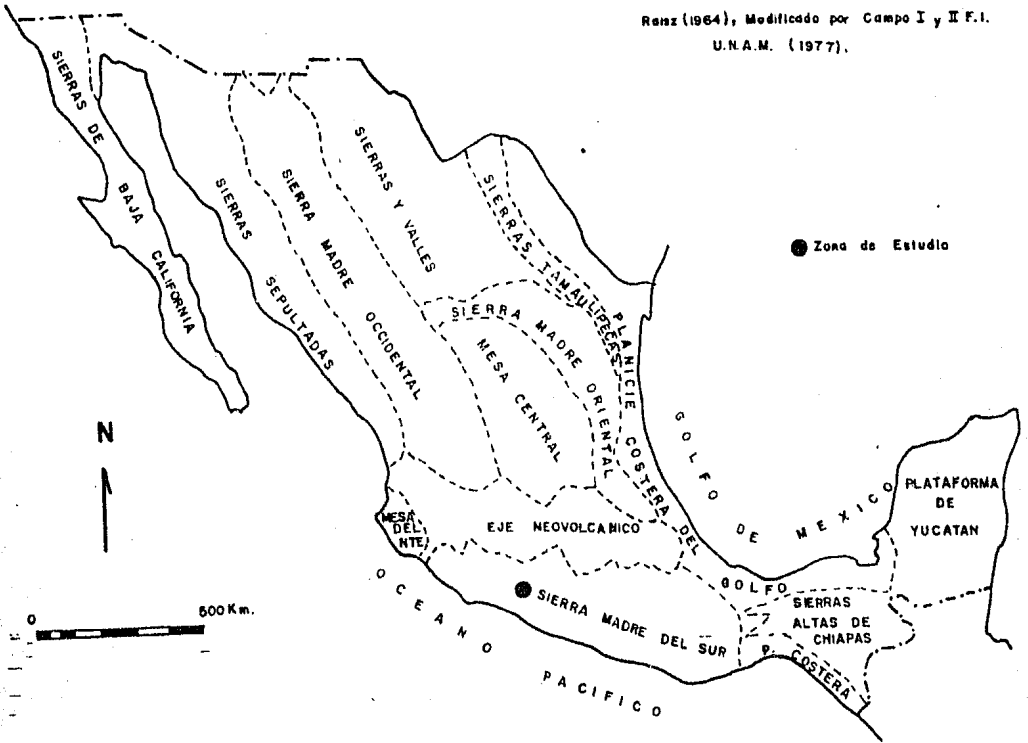 Raisz (1964), Modificado por Campo I y II F.I.
U.N.A.M. (1977).
SIERRAS DE BAJA CALIFORNIA
SIERRAS SEPULTADAS
SIERRA MADRE OCCIDENTAL
SIERRAS Y VALLES
SIERRAS TAMAULIPECAS
PLANICIE COSTERA DEL GOLFO
SIERRA MADRE ORIENTAL
MESA CENTRAL
Zona de Estudio
GOLFO DE MEXICO
PLATAFORMA
DE
YUCATAN
N
MESA
DEL
NTE
EJE NEOVOLCANICO
SIERRA MADRE DEL SUR
SIERRAS
ALTAS DE
CHIAPAS
P. COSTERA
OCEANO PACIFICO
0 500 Km.